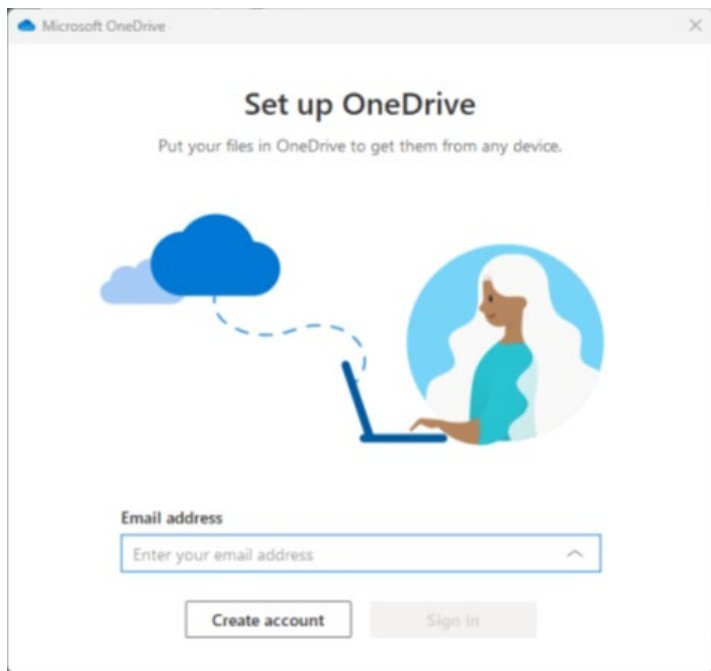 Microsoft OneDrive
Set up OneDrive
Put your files in OneDrive to get them from any device.
Email address
Enter your email address
Create account
Sign in